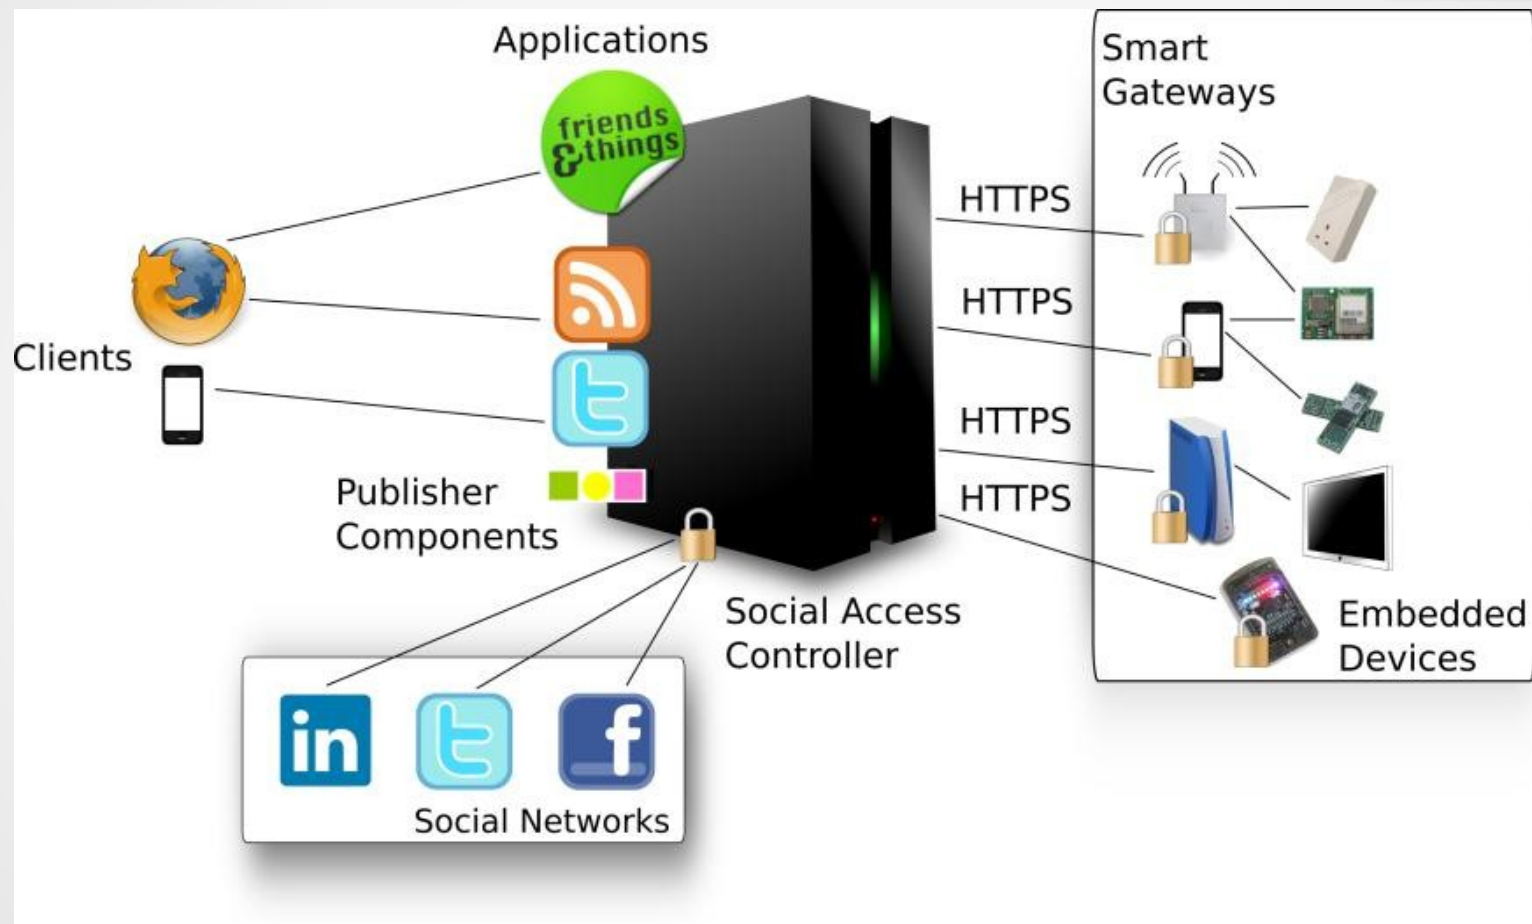 Applications
friends
&things
Smart
Gateways
HTTPS
HTTPS
Clients
HTTPS
Publisher
Components
HTTPS
Social Access
Controller
Embedded
Devices
in
t
f
t
Social Networks